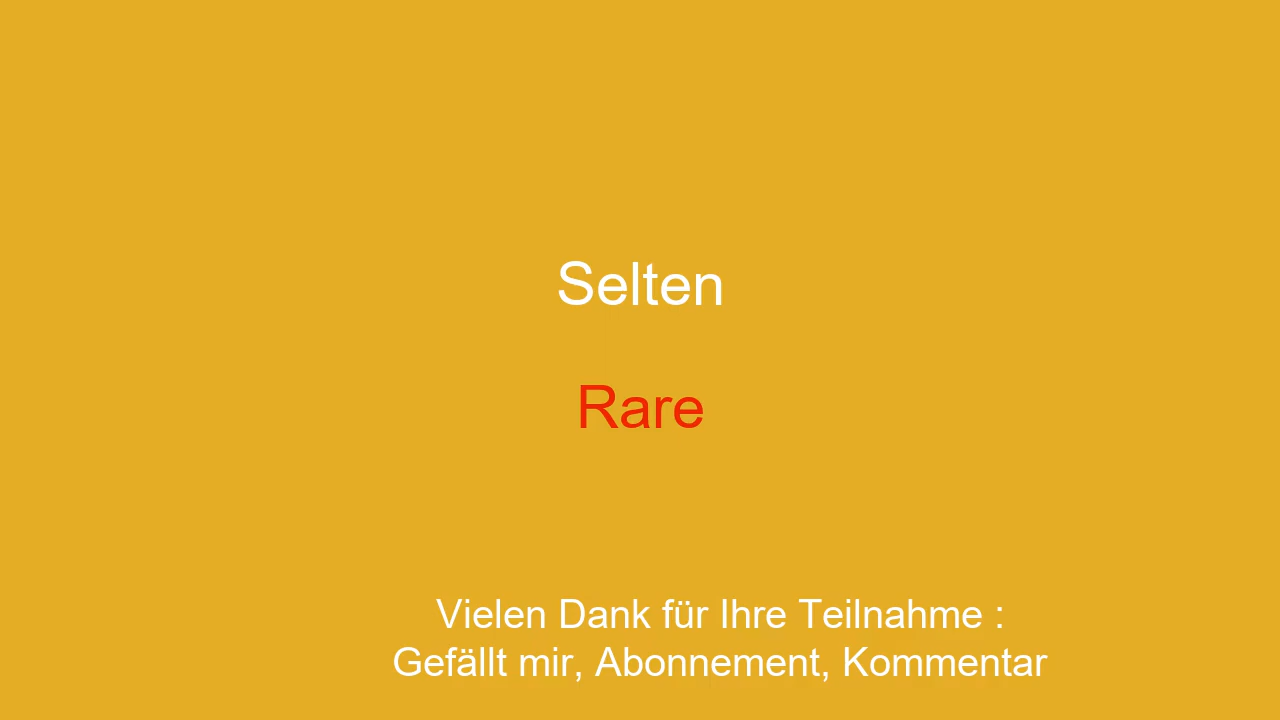 Selten
Rare
Vielen Dank für Ihre Teilnahme :
Gefällt mir, Abonnement, Kommentar